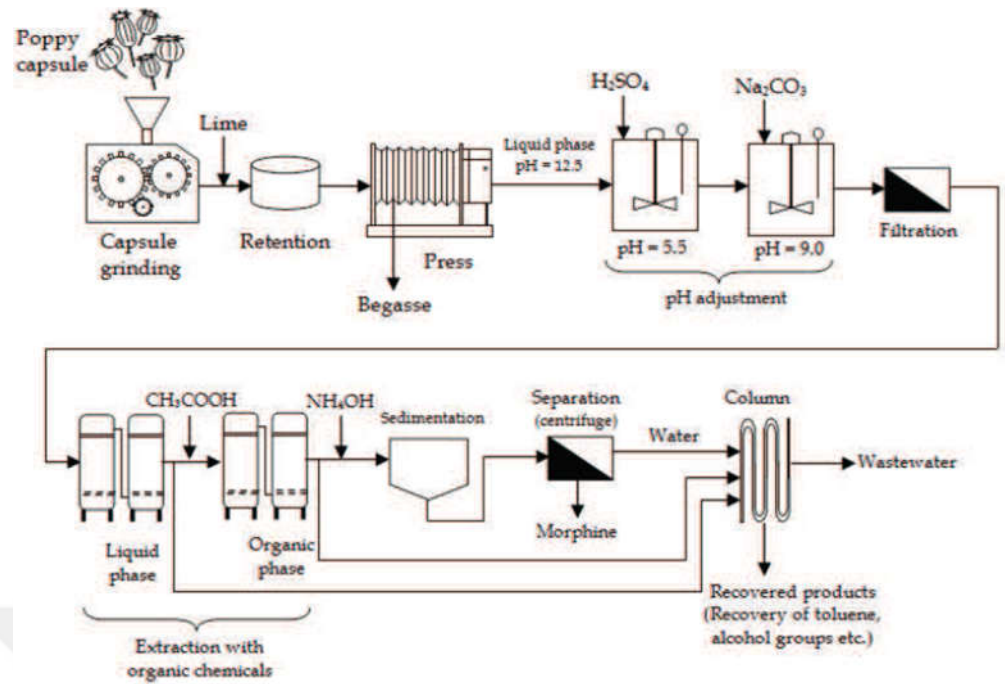 Poppy
capsule
Lime
Capsule
grinding
Retention
Press
Begasse
Liquid phase
pH = 12.5
H₂SO₄
Na₂CO₃
pH = 5.5
pH = 9.0
pH adjustment
Filtration
CH₃COOH
NH₄OH
Liquid
phase
Organic
phase
Extraction with
organic chemicals
Sedimentation
Separation
(centrifuge)
Morphine
Water
Column
Wastewater
Recovered products
(Recovery of toluene,
alcohol groups etc.)